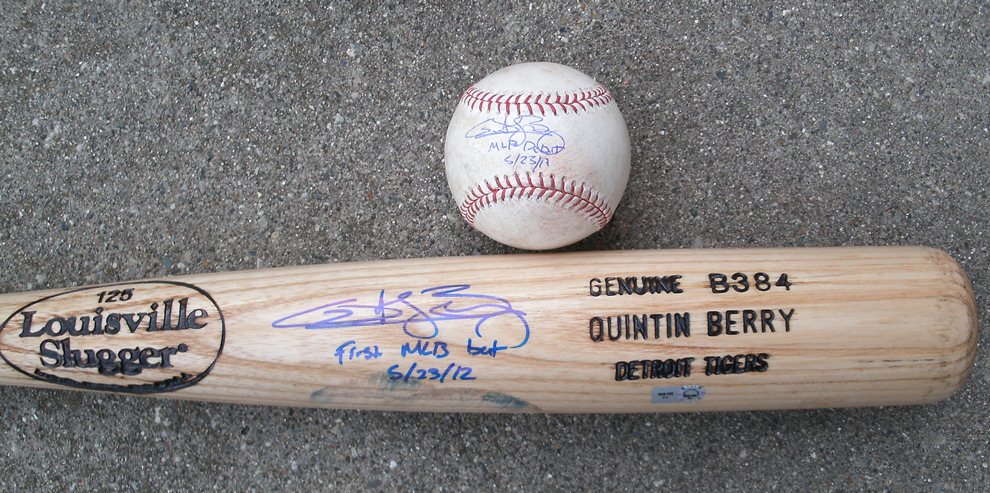 MLB Debut
5/23/12
125
Louisville
Slugger
First MLB bat
5/23/12
GENUINE B384
QUINTIN BERRY
DETROIT TIGERS